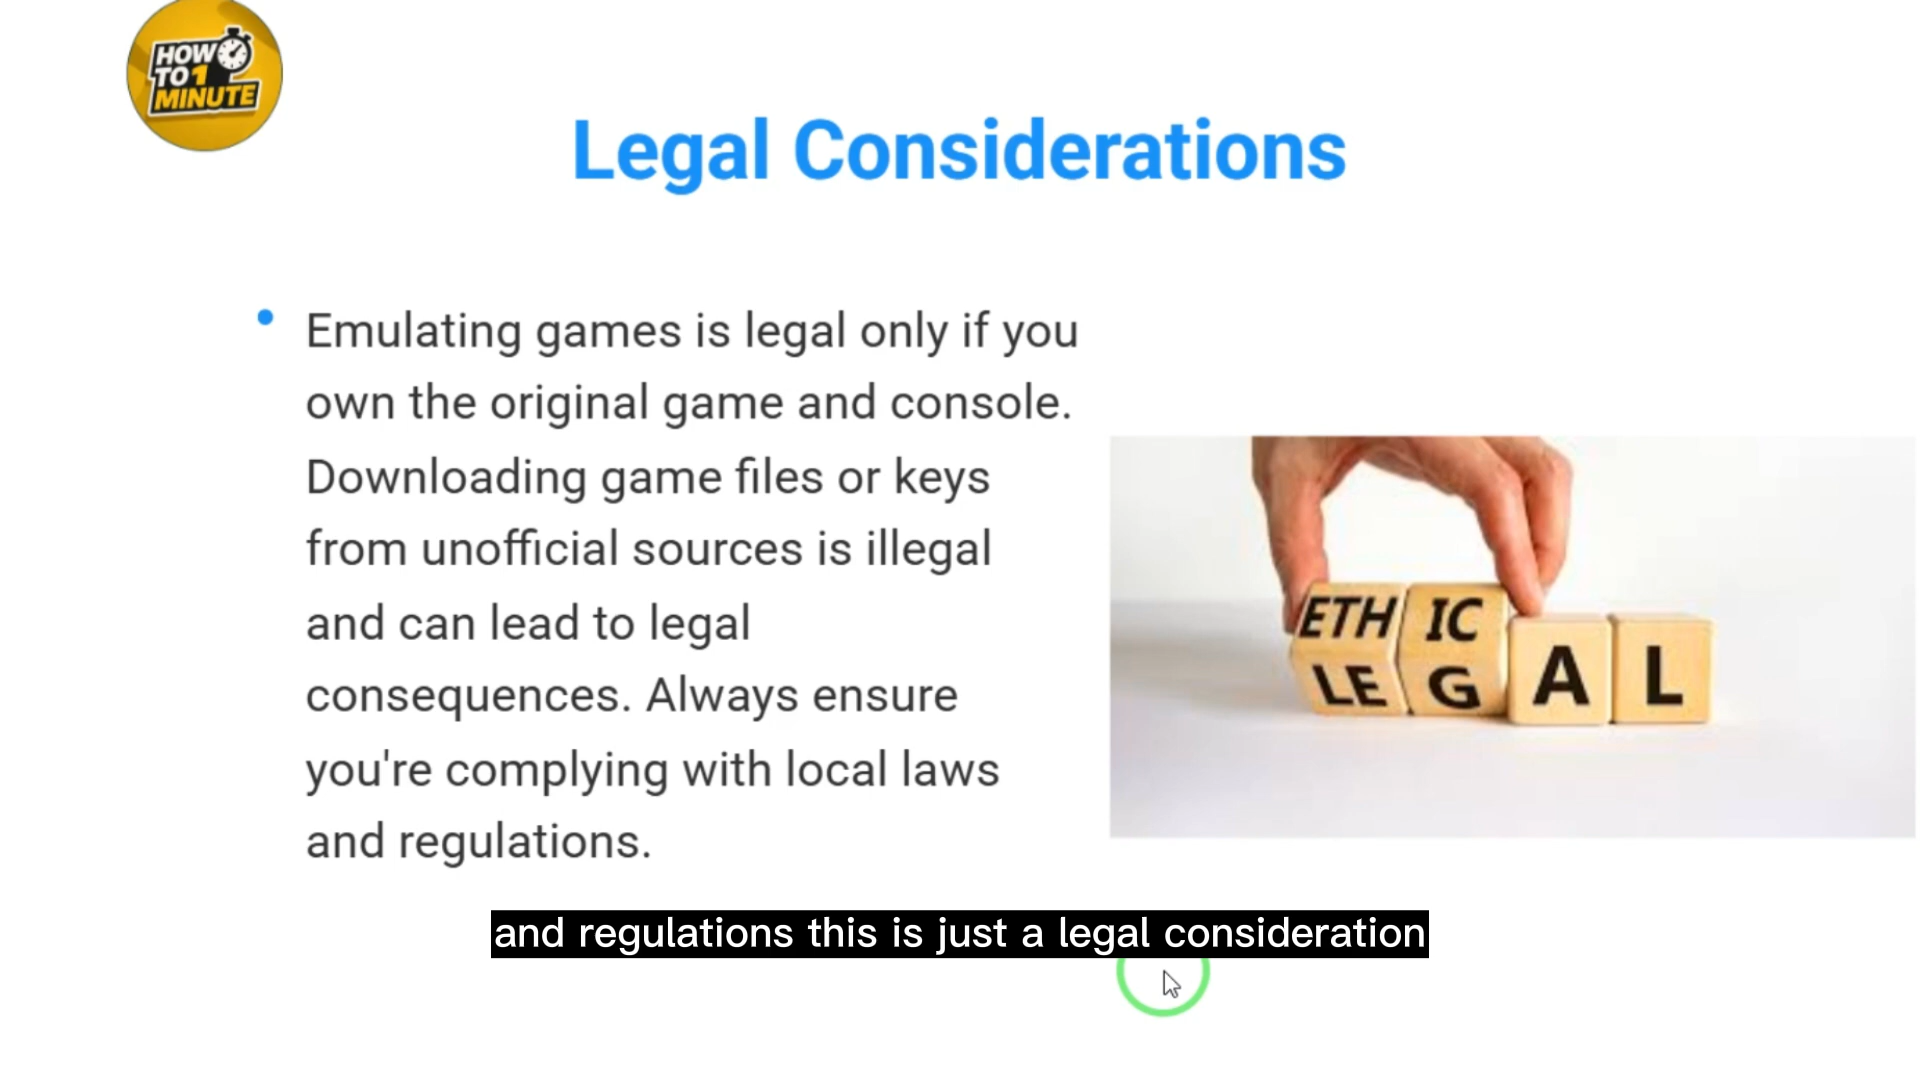 HOW
TO 1
MINUTE
Legal Considerations
Emulating games is legal only if you
own the original game and console.
Downloading game files or keys
from unofficial sources is illegal
and can lead to legal
consequences. Always ensure
you're complying with local laws
and regulations.
ETH IC
LE G A L
and regulations this is just a legal consideration